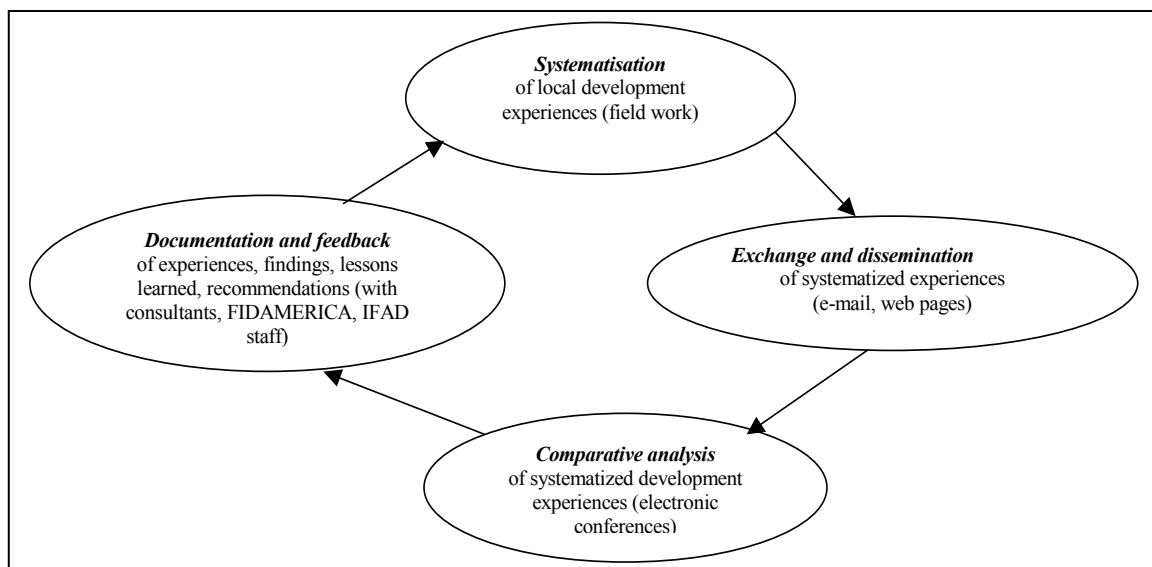 Systematisation
of local development
experiences (field work)
Exchange and dissemination
of systematized experiences
(e-mail, web pages)
Comparative analysis
of systematized development
experiences (electronic
conferences)
Documentation and feedback
of experiences, findings, lessons
learned, recommendations (with
consultants, FIDAMERICA, IFAD
staff)